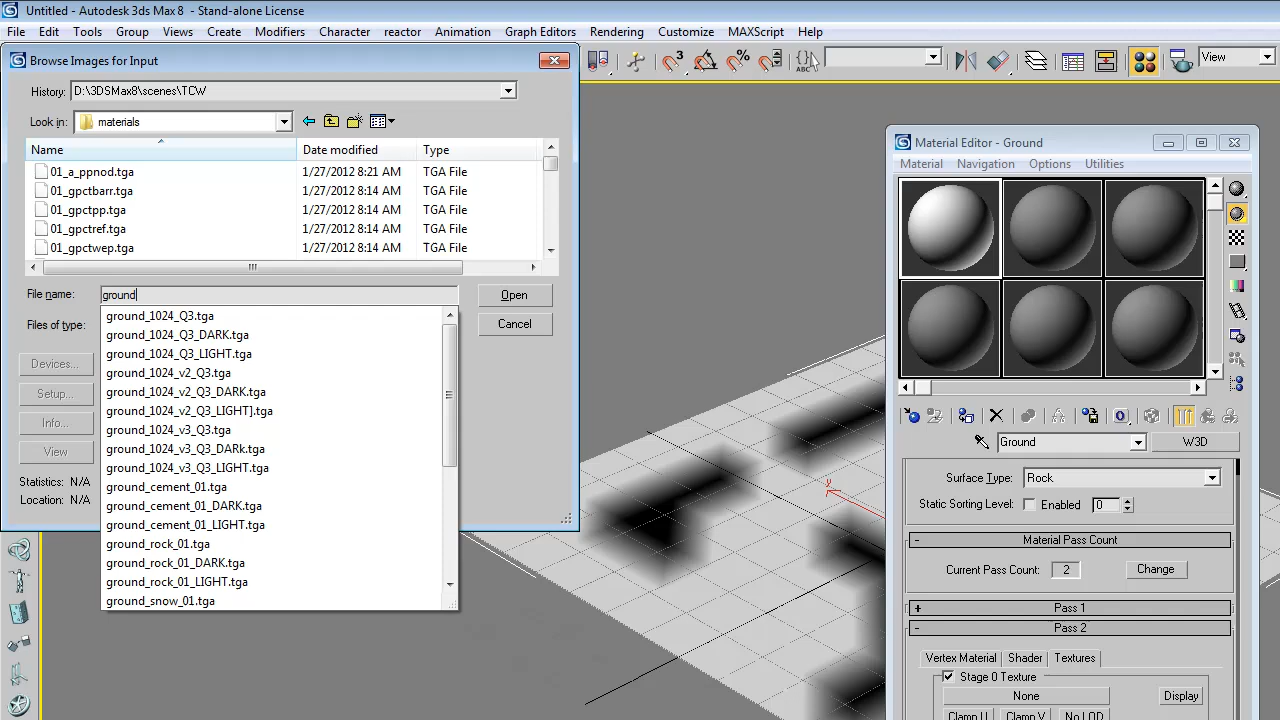 Untitled - Autodesk 3ds Max 8 - Stand-alone License
File Edit Tools Group Views Create Modifiers Character reactor Animation Graph Editors Rendering Customize MAXScript Help
Browse Images for Input
View
History: D:\3DSMax8\scenes\TCW
Look in: materials
Name Date modified Type
01_a_ppnod.tga 1/27/2012 8:21 AM TGA File
01_gpctbarr.tga 1/27/2012 8:14 AM TGA File
01_gpctpp.tga 1/27/2012 8:14 AM TGA File
01_gpctref.tga 1/27/2012 8:14 AM TGA File
01_gpctwep.tga 1/27/2012 8:14 AM TGA File
File name: ground Open
Files of type: Cancel
Devices...
Setup...
Info...
View
Statistics: N/A
Location: N/A
ground_1024_Q3.tga
ground_1024_Q3_DARK.tga
ground_1024_Q3_LIGHT.tga
ground_1024_v2_Q3.tga
ground_1024_v2_Q3_DARK.tga
ground_1024_v2_Q3_LIGHT].tga
ground_1024_v3_Q3.tga
ground_1024_v3_Q3_DARk.tga
ground_1024_v3_Q3_LIGHT.tga
ground_cement_01.tga
ground_cement_01_DARK.tga
ground_cement_01_LIGHT.tga
ground_rock_01.tga
ground_rock_01_DARK.tga
ground_rock_01_LIGHT.tga
ground_snow_01.tga
y
Material Editor - Ground
Material Navigation Options Utilities
Ground W3D
Surface Type: Rock
Static Sorting Level: Enabled 0
- Material Pass Count
Current Pass Count: 2 Change
+ Pass 1
- Pass 2
Vertex Material Shader Textures
Stage 0 Texture
None Display
Clamp U Clamp V No LOD